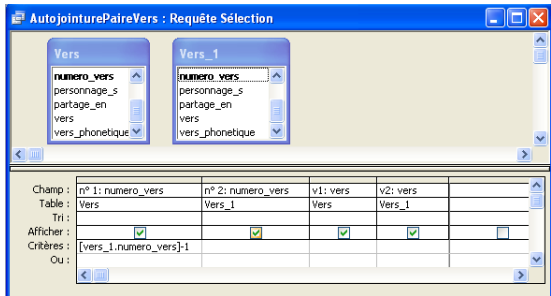 AutojointurePaireVers : Requête Sélection
Vers
numero_vers
personnage_s
partage_en
vers
vers_phonetique
Vers_1
numero_vers
personnage_s
partage_en
vers
vers_phonetique
Champ : n° 1: numero_vers n° 2: numero_vers v1: vers v2: vers
Table : Vers Vers_1 Vers Vers_1
Tri :
Afficher :
Critères : [vers_1.numero_vers]-1
Ou :